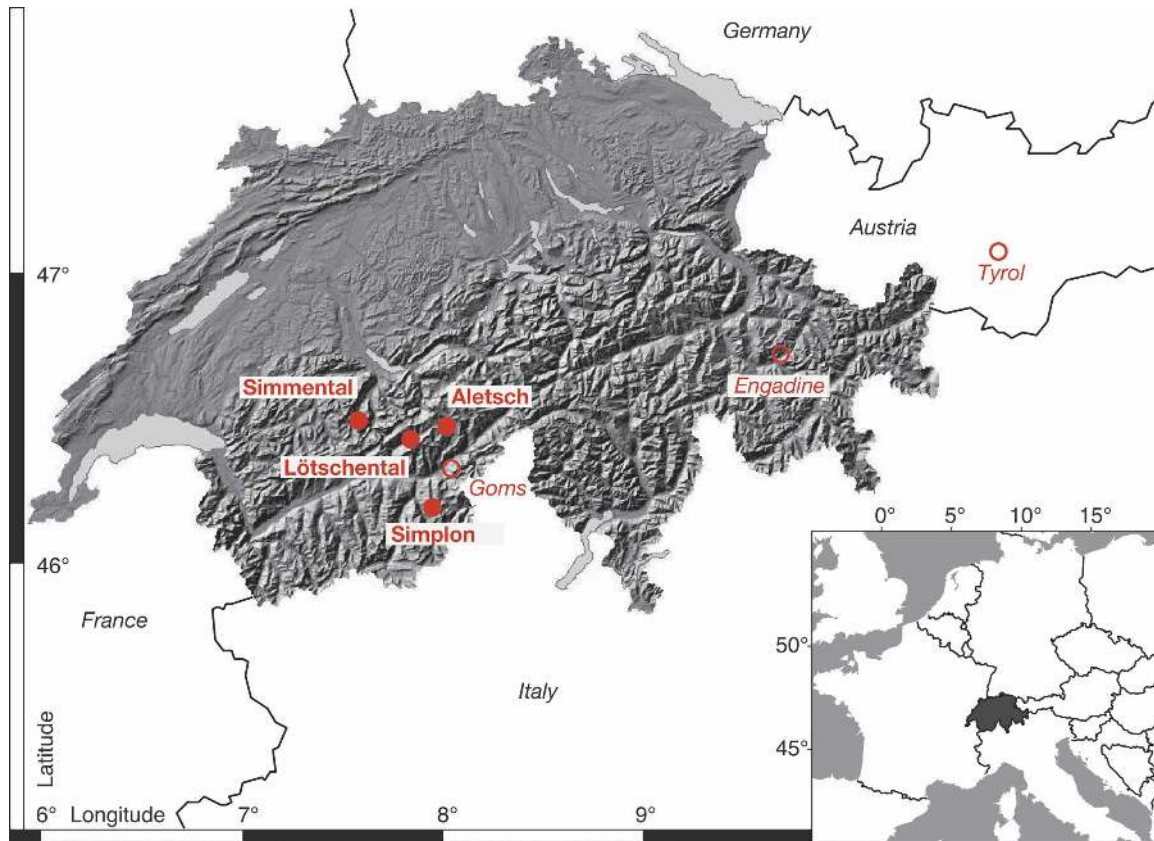 Germany
Austria
Tyrol
47°
Engadine
Simmental
Aletsch
Lötschental
Goms
Simplon
46°
France
Italy
Latitude
6°
Longitude
7°
8°
9°
0°
5°
10°
15°
50°
45°